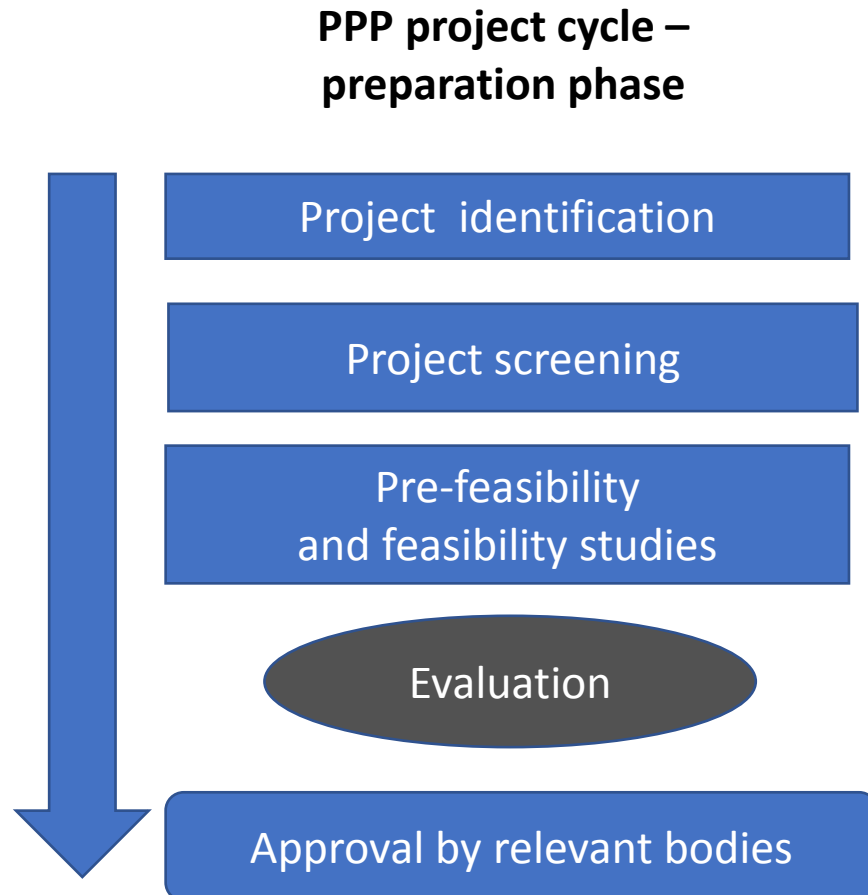 PPP project cycle –
preparation phase
Project identification
Project screening
Pre-feasibility
and feasibility studies
Evaluation
Approval by relevant bodies